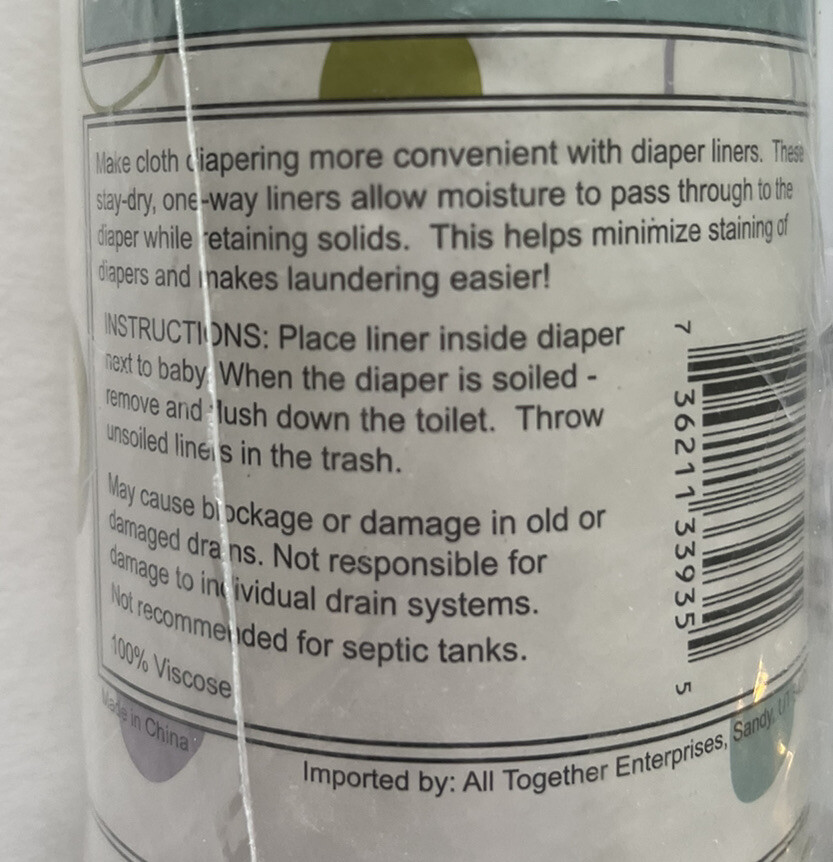 Make cloth diapering more convenient with diaper liners. These
stay-dry, one-way liners allow moisture to pass through to the
diaper while retaining solids. This helps minimize staining of
diapers and makes laundering easier!
INSTRUCTIONS: Place liner inside diaper
next to baby. When the diaper is soiled -
remove and flush down the toilet. Throw
unsoiled liners in the trash.
May cause blockage or damage in old or
damaged drains. Not responsible for
damage to individual drain systems.
Not recommended for septic tanks.
100% Viscose
Made in China
Imported by: All Together Enterprises, Sandy, UT
7 36211 33935 5